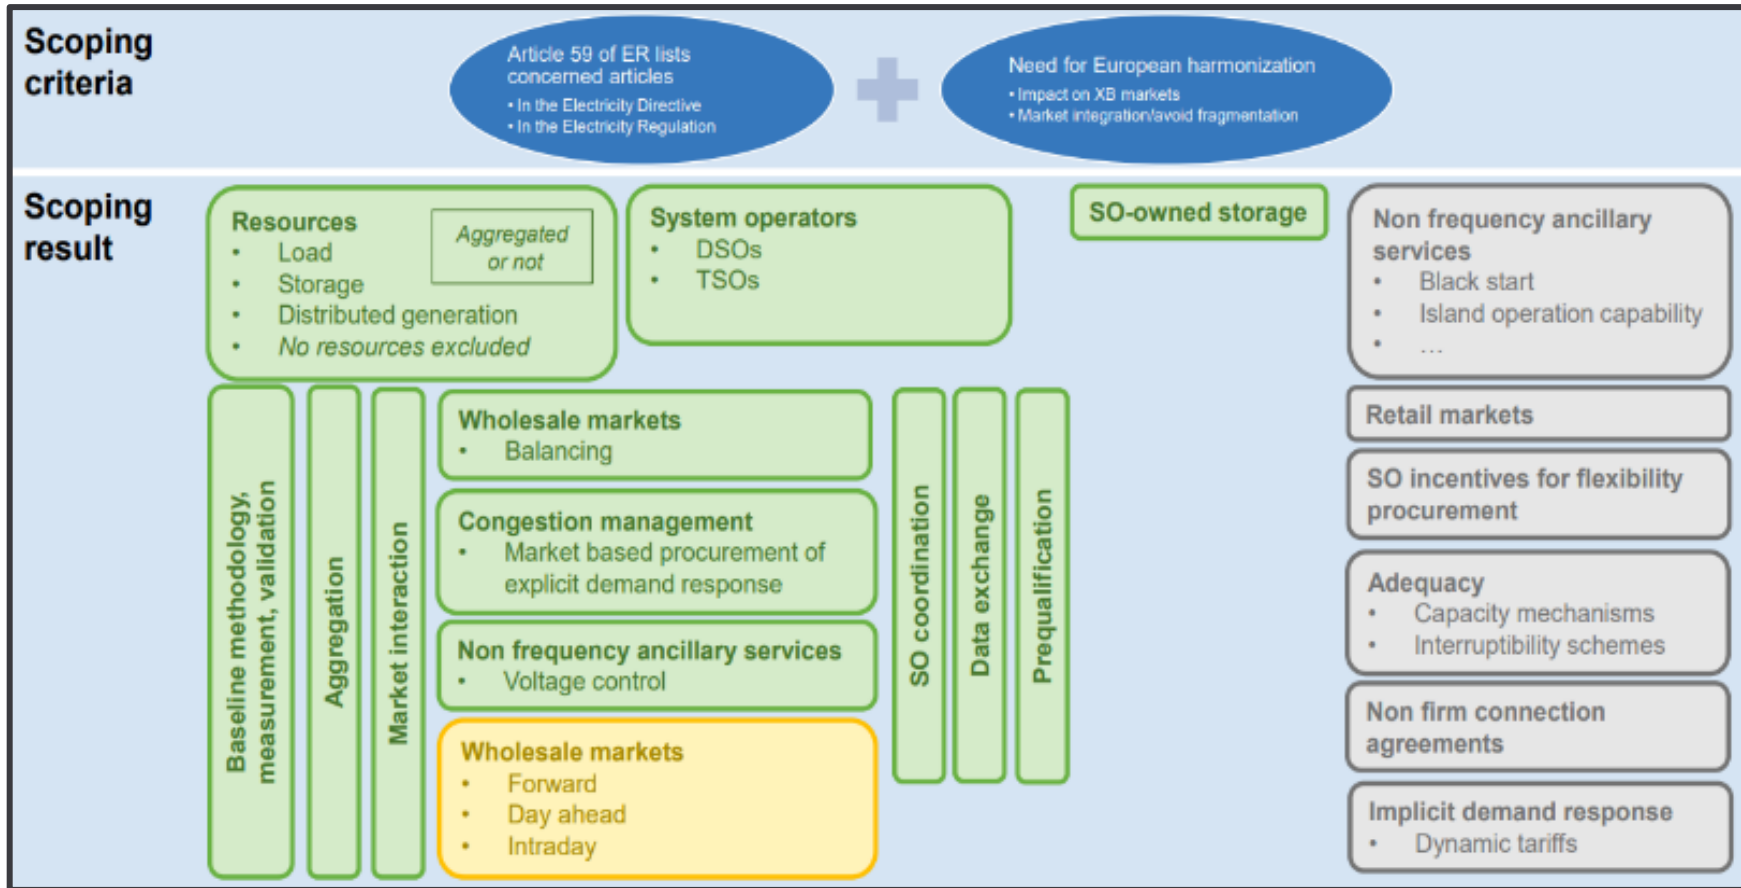 Scoping
criteria
Article 59 of ER lists
concerned articles
• In the Electricity Directive
• In the Electricity Regulation
Need for European harmonization
• Impact on XB markets
• Market integration/avoid fragmentation
Scoping
result
Resources
• Load
• Storage
• Distributed generation
• No resources excluded
Aggregated
or not
System operators
• DSOs
• TSOs
SO-owned storage
Non frequency ancillary
services
• Black start
• Island operation capability
• ...
Baseline methodology,
measurement, validation
Aggregation
Market interaction
Wholesale markets
• Balancing
Congestion management
• Market based procurement of
explicit demand response
Non frequency ancillary services
• Voltage control
Wholesale markets
• Forward
• Day ahead
• Intraday
SO coordination
Data exchange
Prequalification
Retail markets
SO incentives for flexibility
procurement
Adequacy
• Capacity mechanisms
• Interruptibility schemes
Non firm connection
agreements
Implicit demand response
• Dynamic tariffs